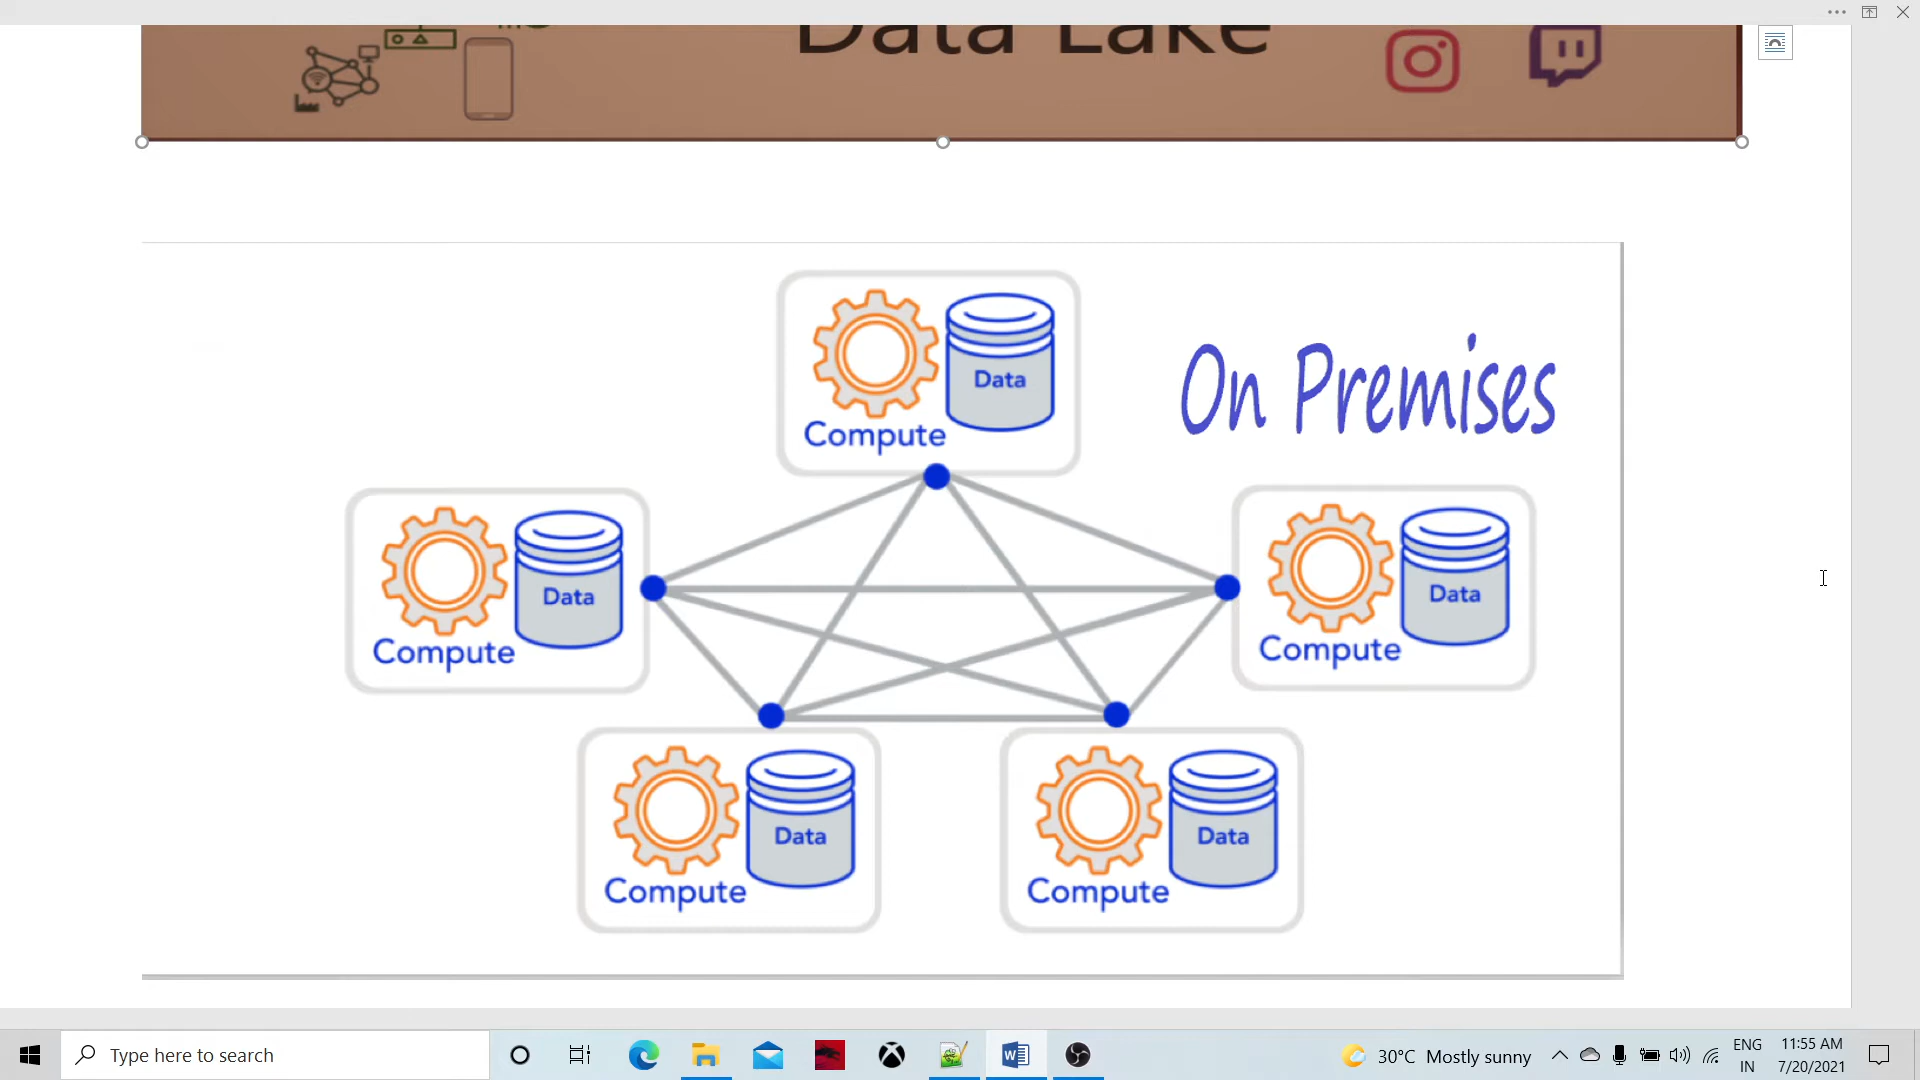 Data Lake
On Premises
Data
Compute
Data
Compute
Data
Compute
Data
Compute
Data
Compute
Type here to search
30°C Mostly sunny
ENG
IN
11:55 AM
7/20/2021